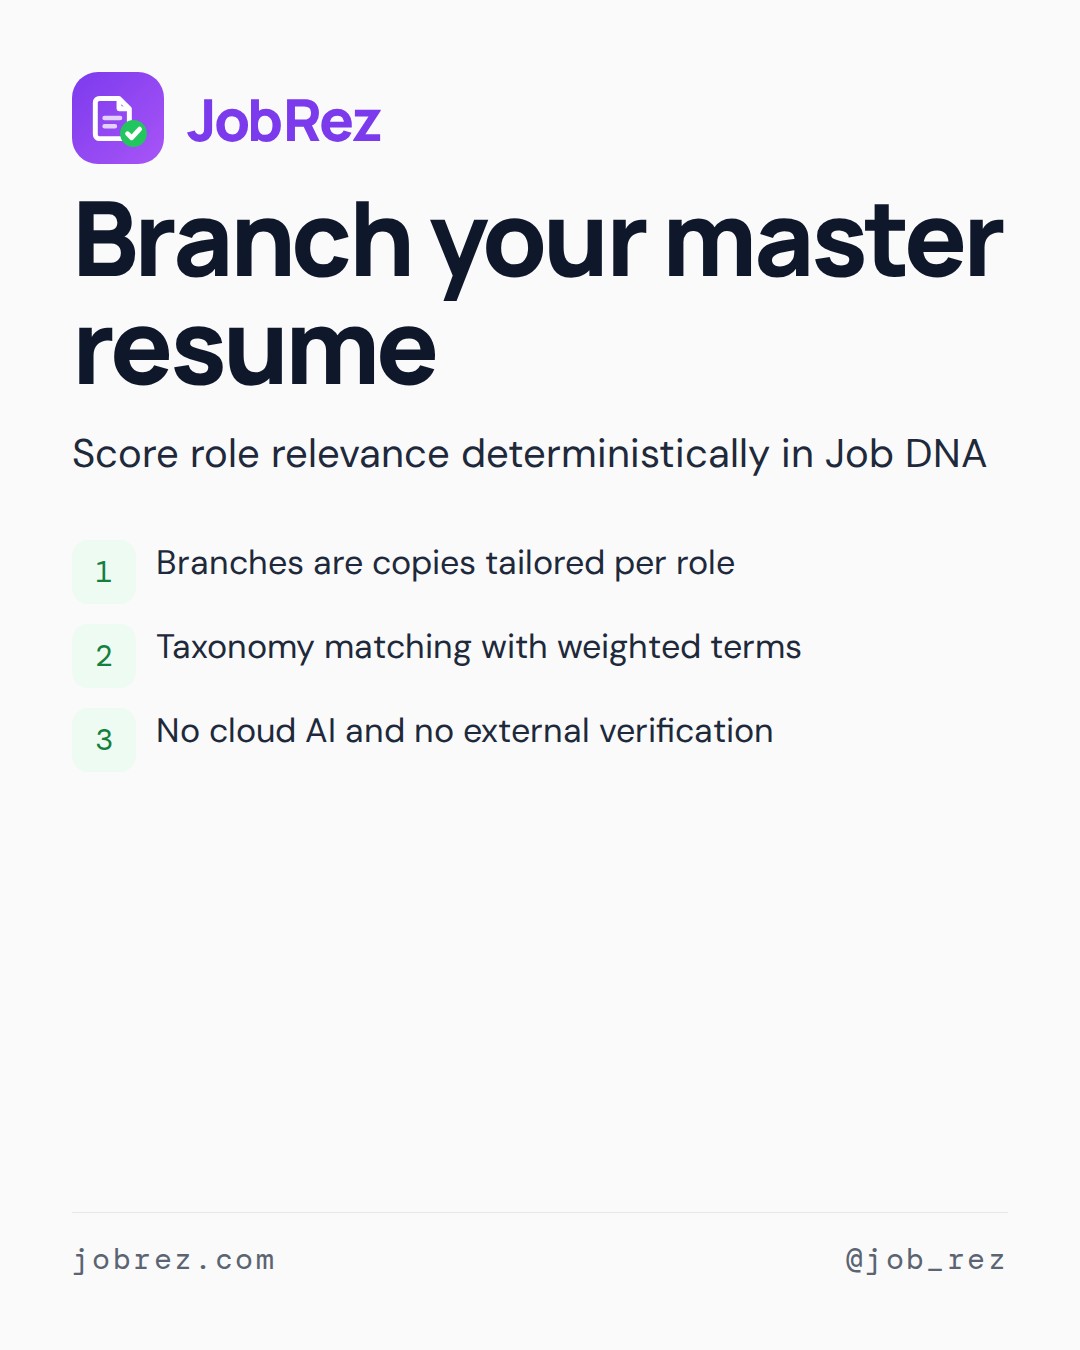 JobRez
Branch your master
resume
Score role relevance deterministically in Job DNA
1 Branches are copies tailored per role
2 Taxonomy matching with weighted terms
3 No cloud AI and no external verification
jobrez.com
@job_rez